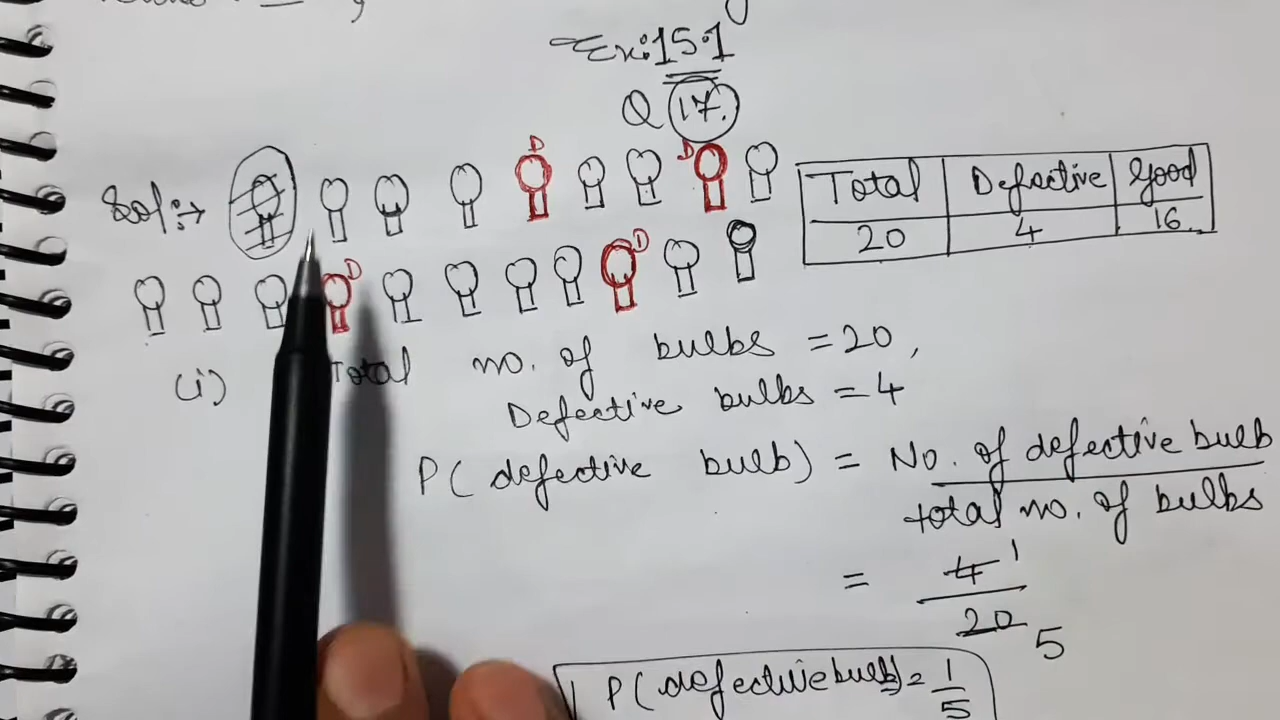 Ex:15.1
Q 17.
Sol:→
D
D
Total Defective Good
20 4 16
D
D
(i) Total no. of bulbs = 20,
Defective bulbs = 4
P( defective bulb) = No. of defective bulb
total no. of bulbs
= 4 1
20 5
P(defective bulb) = 1
5